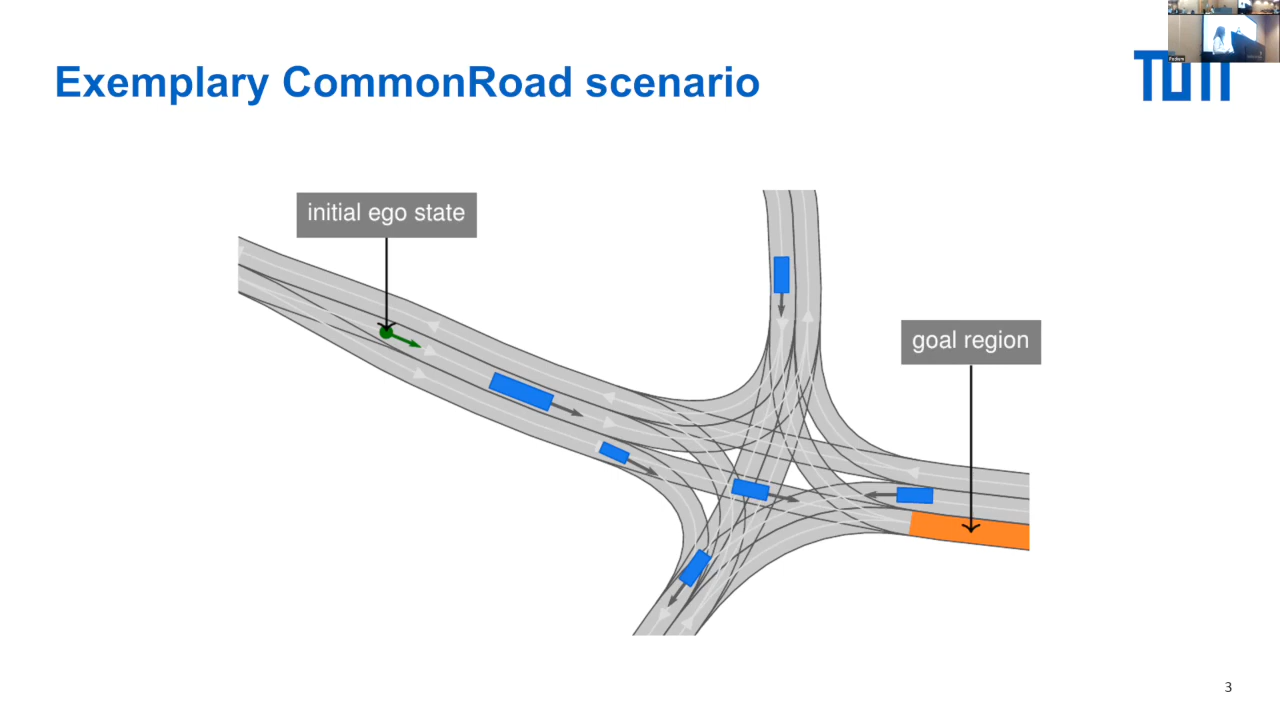 Exemplary CommonRoad scenario
TUM
initial ego state
goal region
3